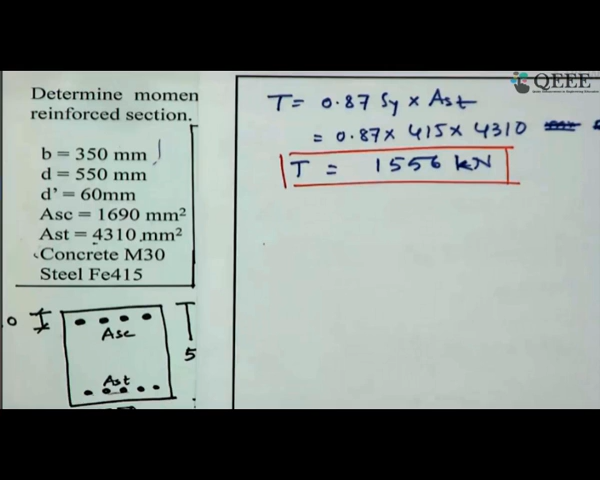 QEEE
Determine momen
reinforced section.
b = 350 mm
d = 550 mm
d' = 60mm
Asc = 1690 mm²
Ast = 4310 mm²
Concrete M30
Steel Fe415
0
Asc
5
Ast
T = 0.87 fy × Ast
= 0.87 × 415 × 4310
T = 1556 kN